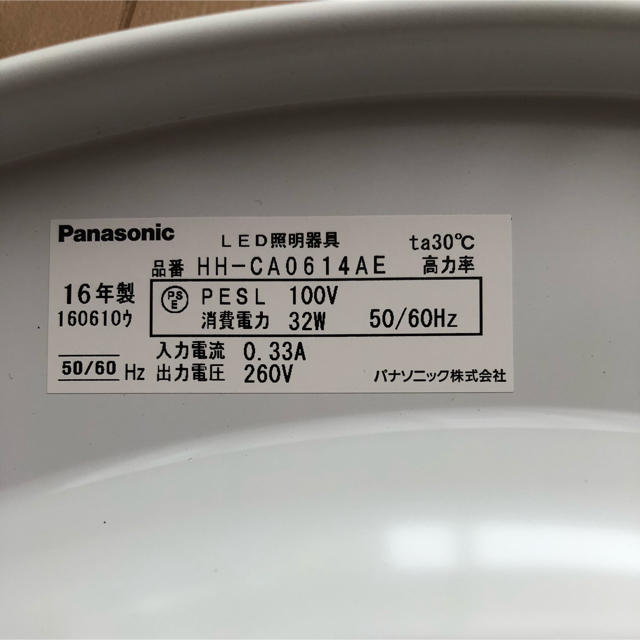 Panasonic LED照明器具 ta30℃
品番 HH-CA0614AE 高力率
16年製 PSE PESL 100V
160610ｳ 消費電力 32W 50/60Hz
入力電流 0.33A
50/60 Hz 出力電圧 260V パナソニック株式会社